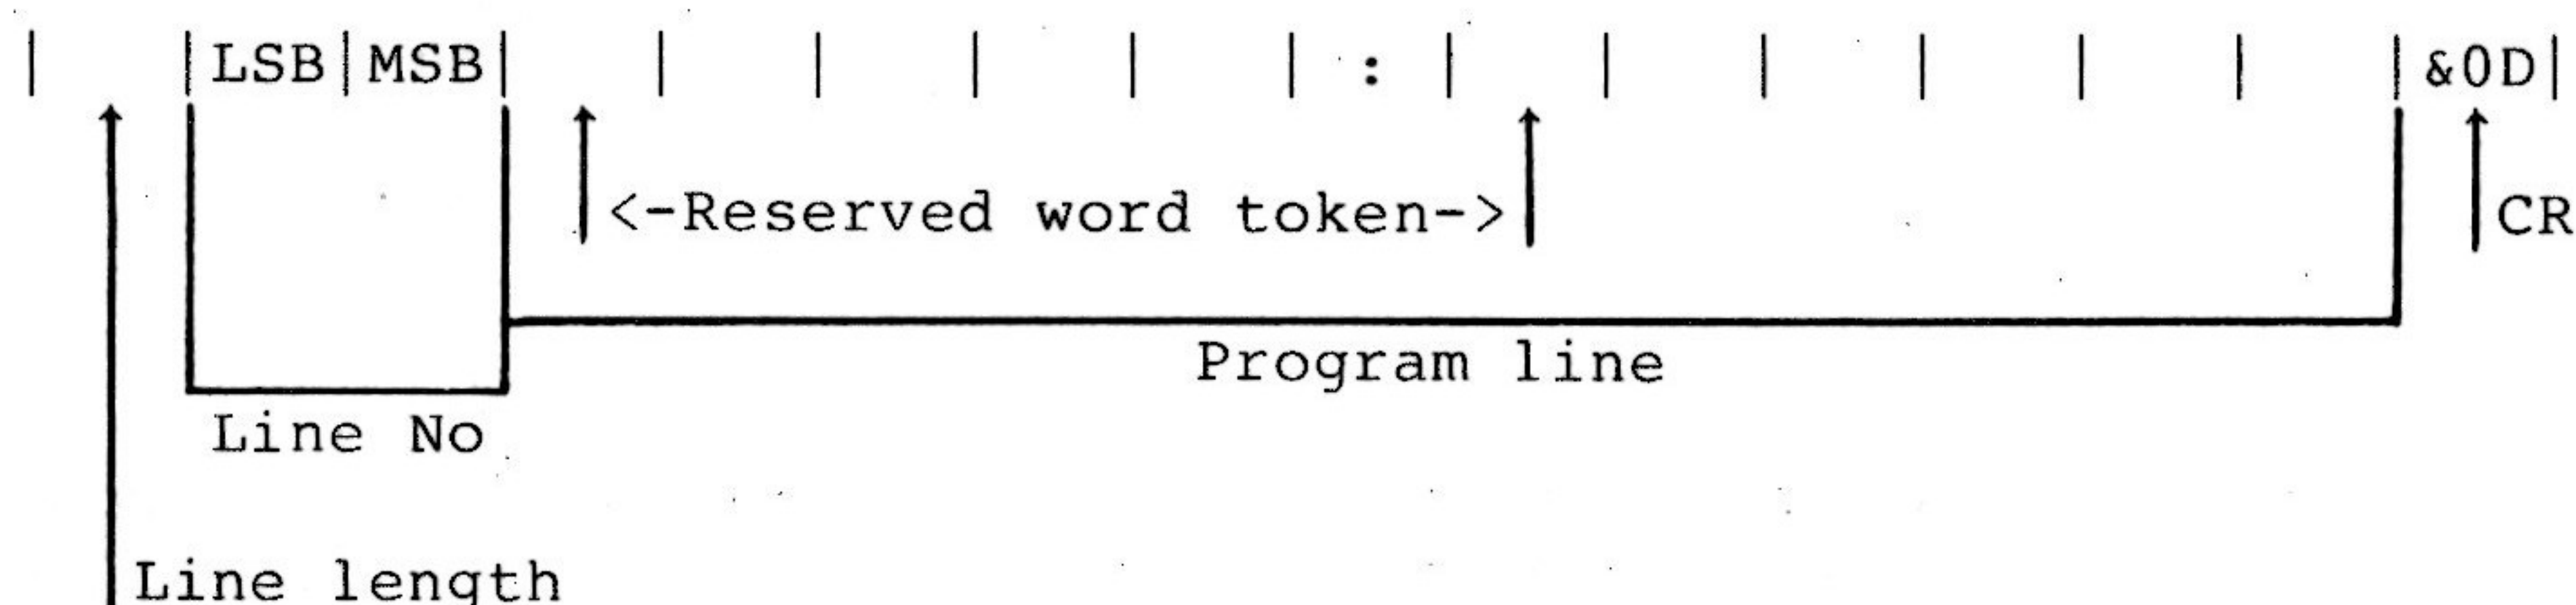 | | LSB | MSB | | | | | | : | | | | | | | &0D |
<-Reserved word token->
CR
Program line
Line No
Line length